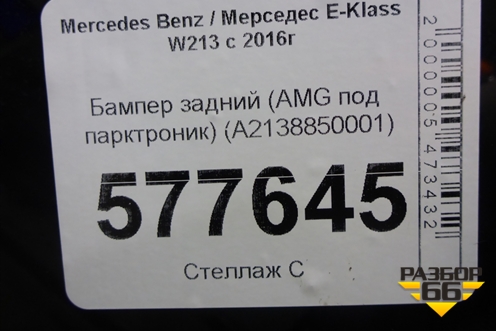 Mercedes Benz / Мерседес E-Klass
W213 с 2016г
Бампер задний (AMG под
парктроник) (A2138850001)
577645
Стеллаж С
2000005473432
РАЗБОР
66